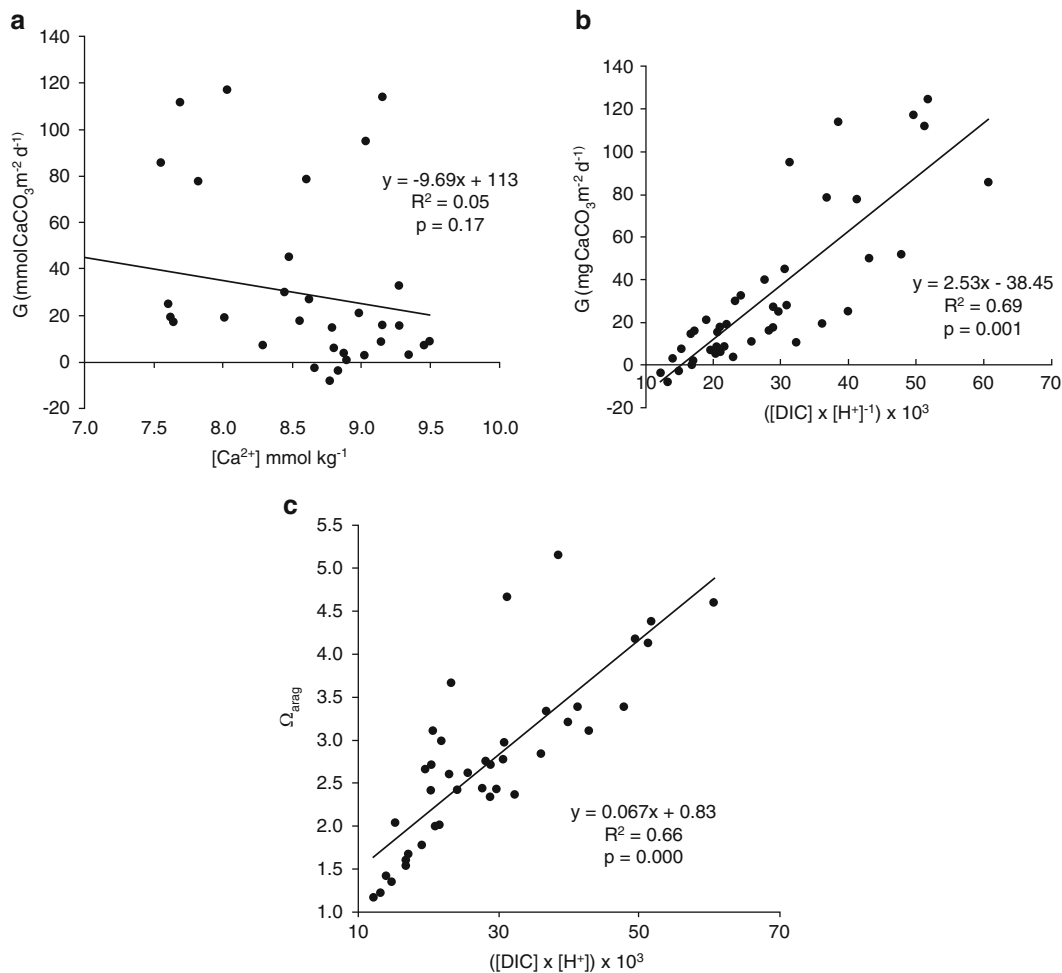 a
140
120
100
80
60
40
20
0
-20
G (mmol CaCO₃ m⁻² d⁻¹)
y = -9.69x + 113
R² = 0.05
p = 0.17
7.0 7.5 8.0 8.5 9.0 9.5 10.0
[Ca²⁺] mmol kg⁻¹
b
140
120
100
80
60
40
20
0
-20
G (mg CaCO₃ m⁻² d⁻¹)
y = 2.53x - 38.45
R² = 0.69
p = 0.001
10 20 30 40 50 60 70
([DIC] x [H⁺]⁻¹) x 10³
c
5.5
5.0
4.5
4.0
3.5
3.0
2.5
2.0
1.5
1.0
Ωarag
y = 0.067x + 0.83
R² = 0.66
p = 0.000
10 30 50 70
([DIC] x [H⁺]) x 10³